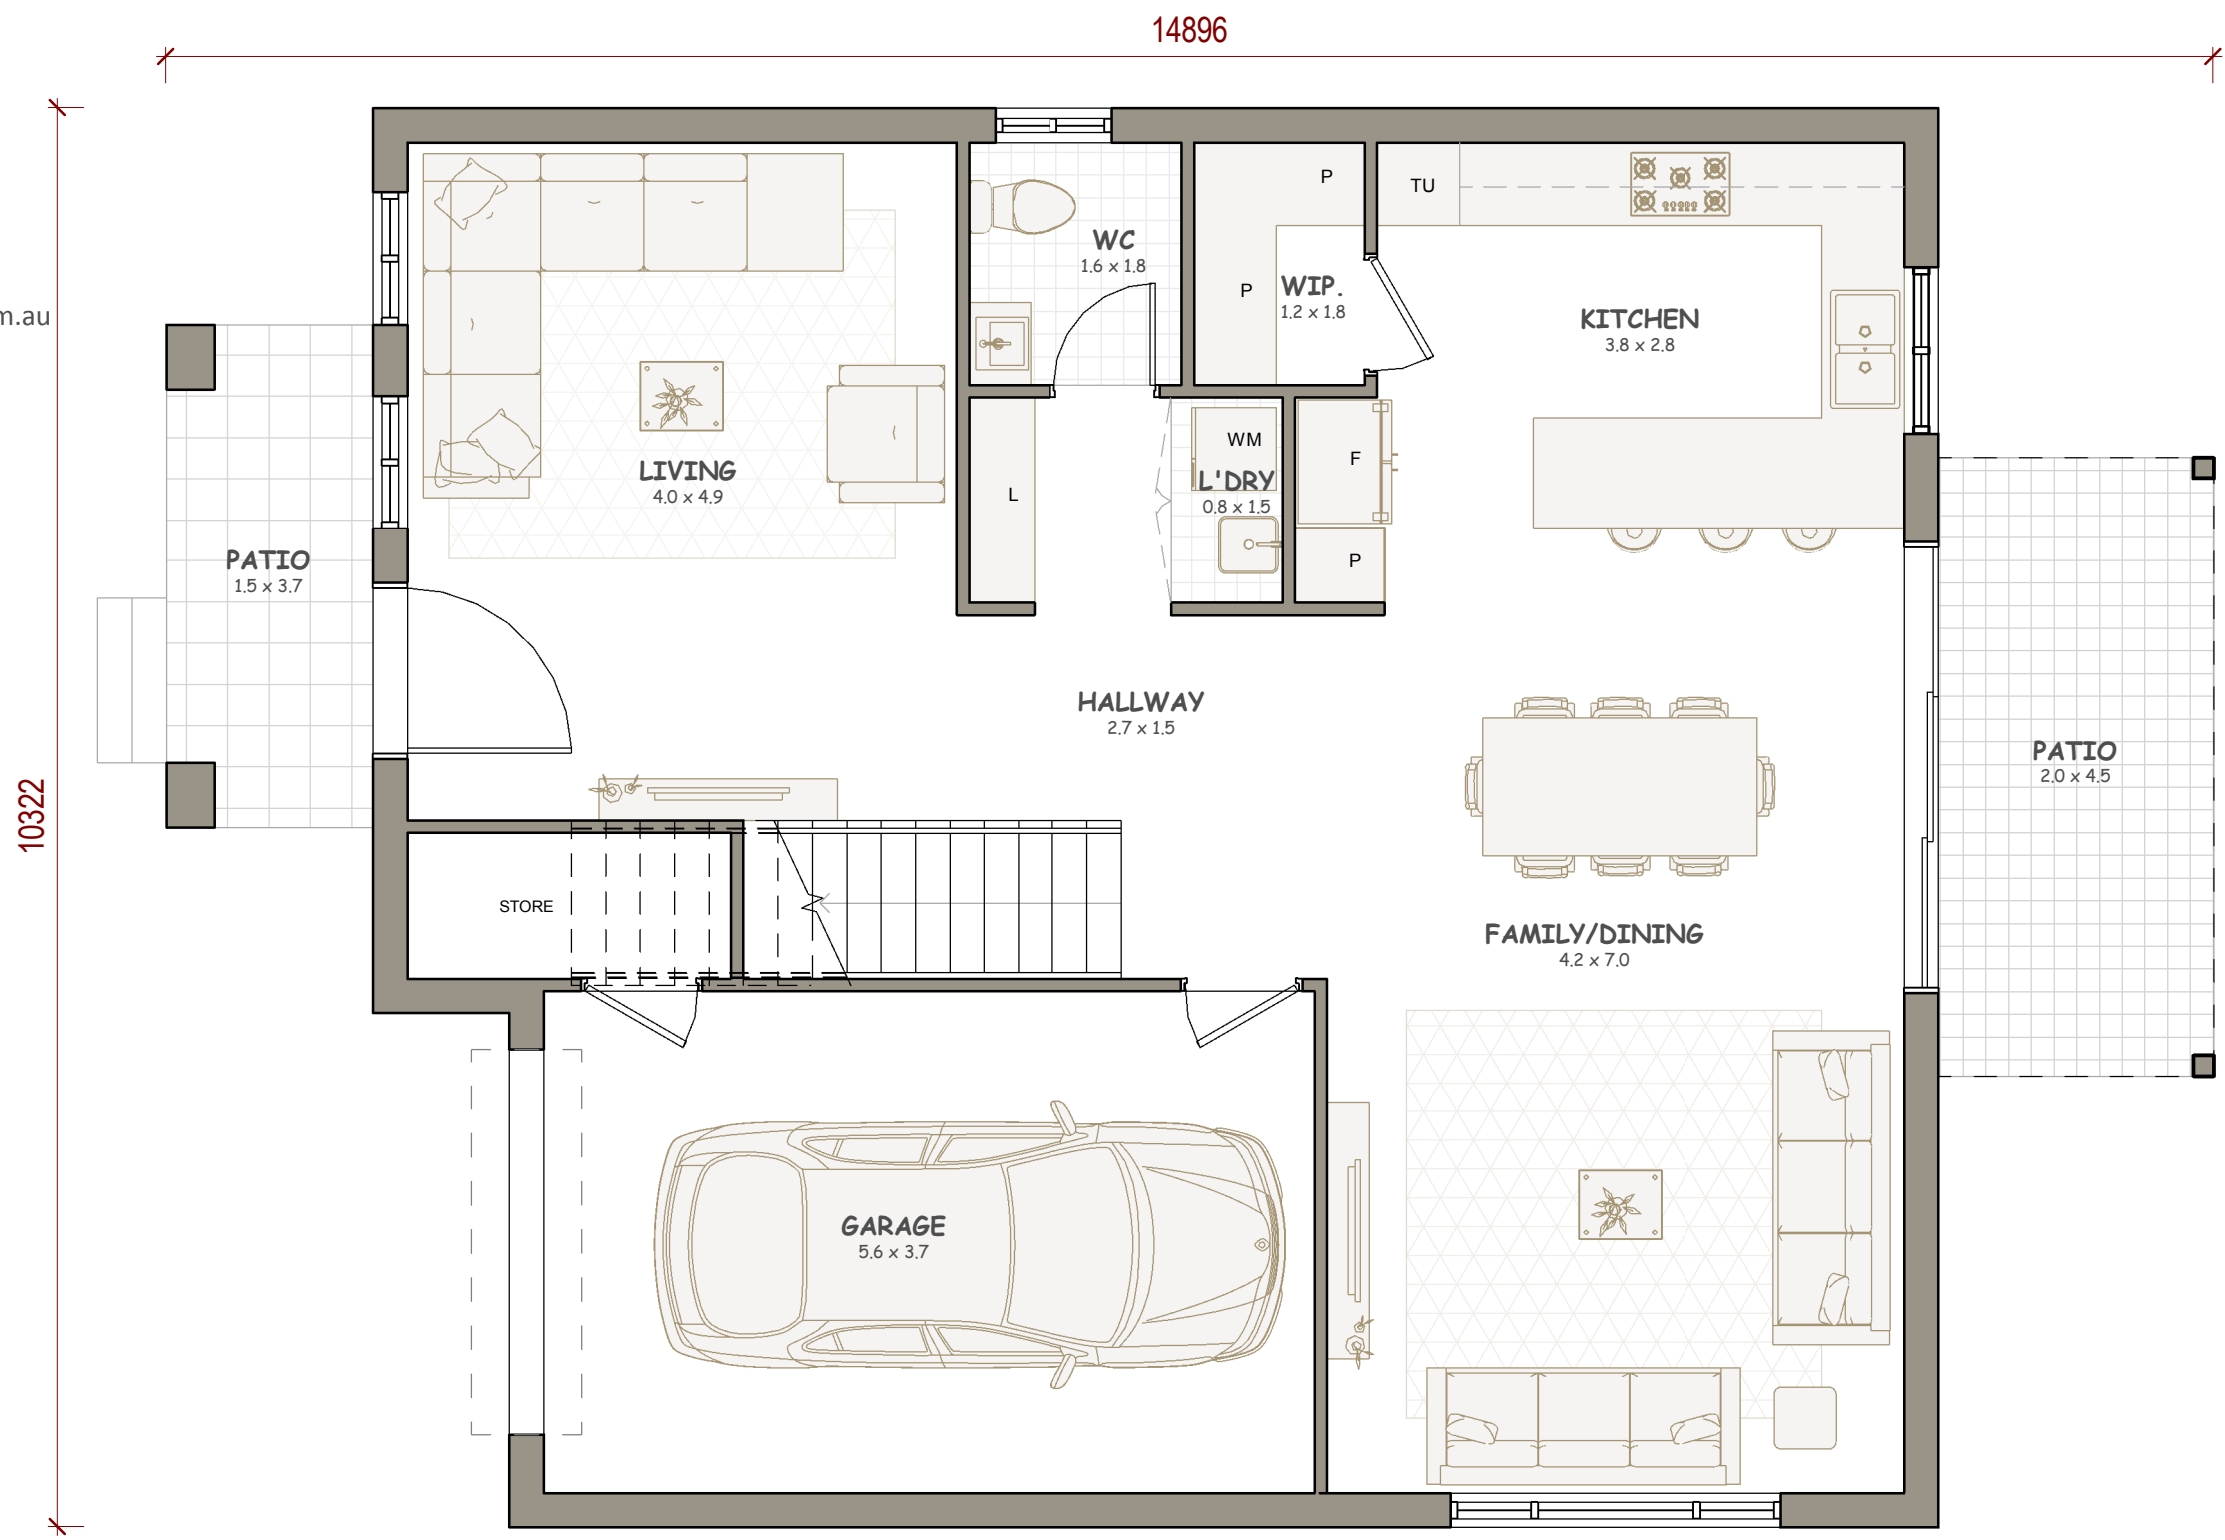 14896
10322
m.au
P
TU
WC
1.6 x 1.8
P
WIP.
1.2 x 1.8
KITCHEN
3.8 x 2.8
LIVING
4.0 x 4.9
L
WM
L'DRY
0.8 x 1.5
F
P
PATIO
1.5 x 3.7
HALLWAY
2.7 x 1.5
PATIO
2.0 x 4.5
STORE
FAMILY/DINING
4.2 x 7.0
GARAGE
5.6 x 3.7